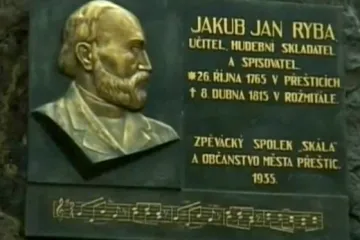 JAKUB JAN RYBA,
UČITEL, HUDEBNÍ SKLADATEL
A SPISOVATEL.
* 26. ŘÍJNA 1765 V PŘEŠTICÍCH
† 8. DUBNA 1815 V ROŽMITÁLE.
ZPĚVÁCKÝ SPOLEK „SKÁLA"
A OBČANSTVO MĚSTA PŘEŠTIC.
1935.